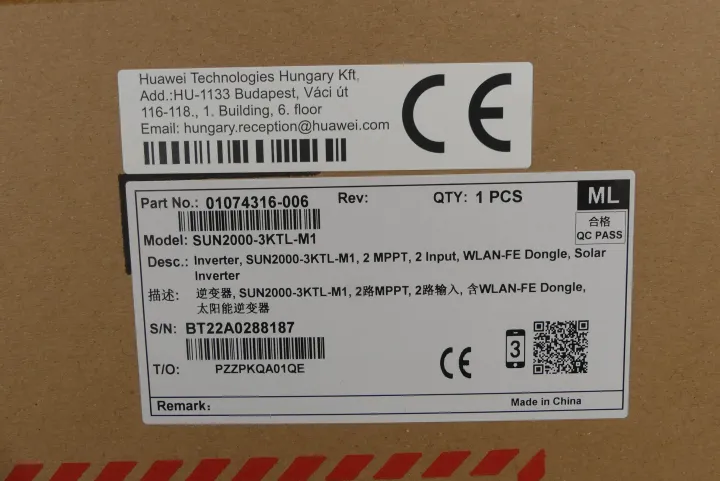 Huawei Technologies Hungary Kft,
Add.:HU-1133 Budapest, Váci út
116-118., 1. Building, 6. floor
Email: hungary.reception@huawei.com
CE
Part No.: 01074316-006 Rev: QTY: 1 PCS ML
合格
QC PASS
Model: SUN2000-3KTL-M1
Desc.: Inverter, SUN2000-3KTL-M1, 2 MPPT, 2 Input, WLAN-FE Dongle, Solar
Inverter
描述: 逆变器, SUN2000-3KTL-M1, 2路MPPT, 2路输入, 含WLAN-FE Dongle,
太阳能逆变器
S/N: BT22A0288187
CE 3
T/O: PZZPKQA01QE
Remark: Made in China